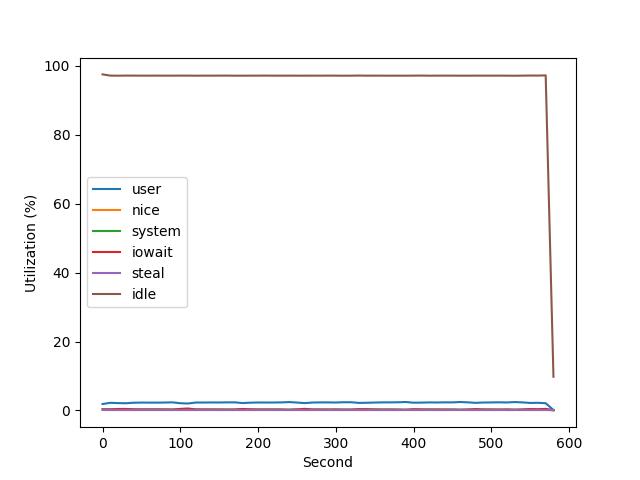 100
80
60
40
20
0
Utilization (%)
user
nice
system
iowait
steal
idle
0 100 200 300 400 500 600
Second